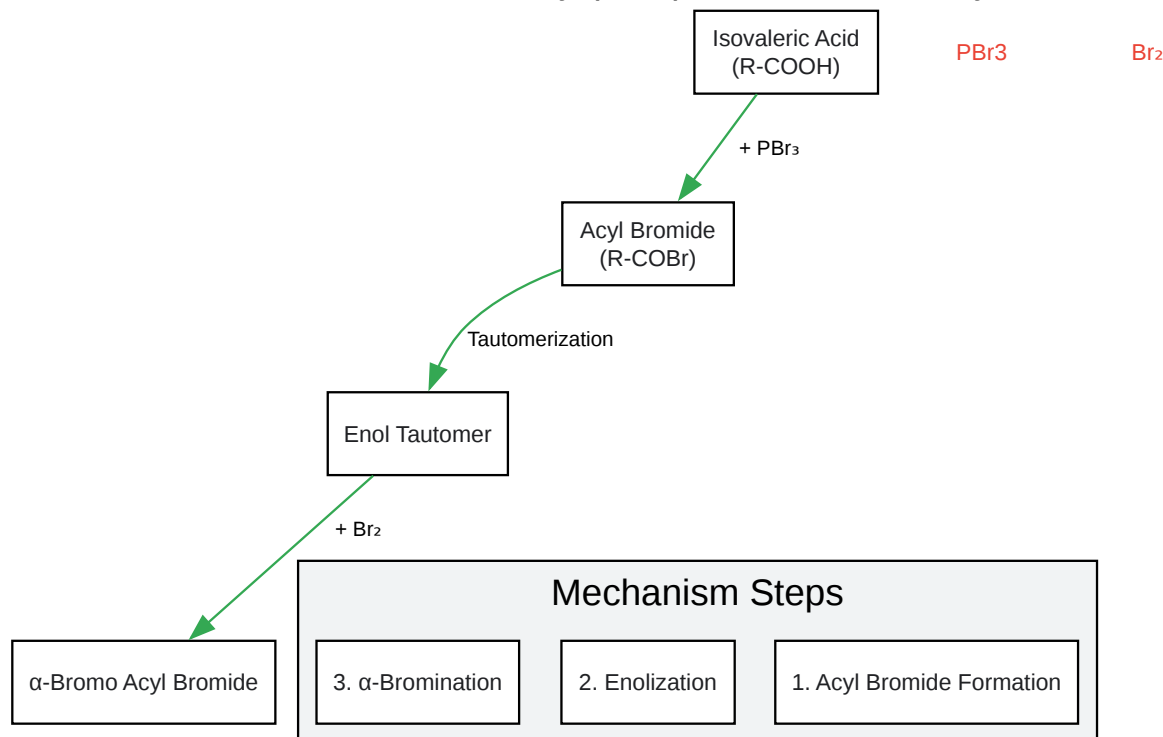 Isovaleric Acid
(R-COOH)
PBr3
Br₂
+ PBr₃
Acyl Bromide
(R-COBr)
Tautomerization
Enol Tautomer
+ Br₂
Mechanism Steps
α-Bromo Acyl Bromide
3. α-Bromination
2. Enolization
1. Acyl Bromide Formation